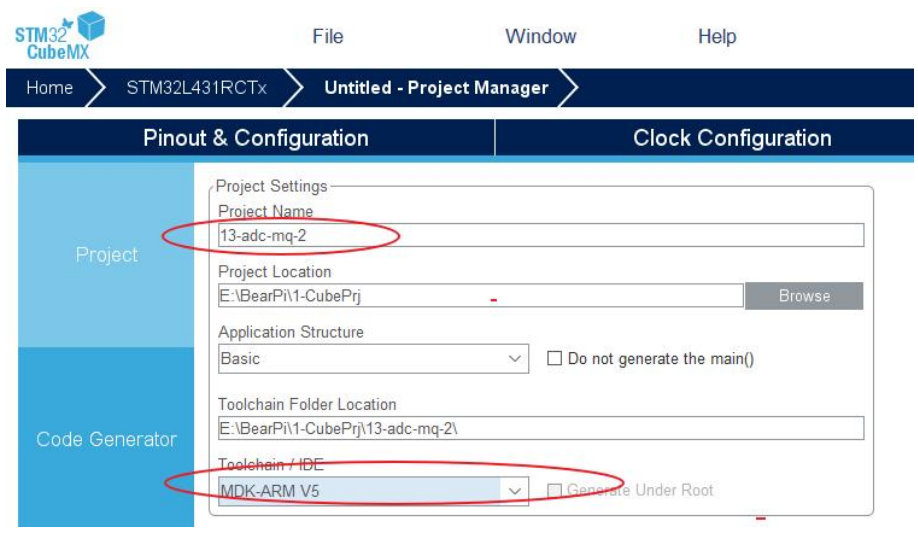 STM32
CubeMX
File Window Help
Home STM32L431RCTx Untitled - Project Manager
Pinout & Configuration Clock Configuration
Project
Code Generator
Project Settings
Project Name
13-adc-mq-2
Project Location
E:\BearPi\1-CubePrj Browse
Application Structure
Basic Do not generate the main()
Toolchain Folder Location
E:\BearPi\1-CubePrj\13-adc-mq-2\
Toolchain / IDE
MDK-ARM V5 Generate Under Root